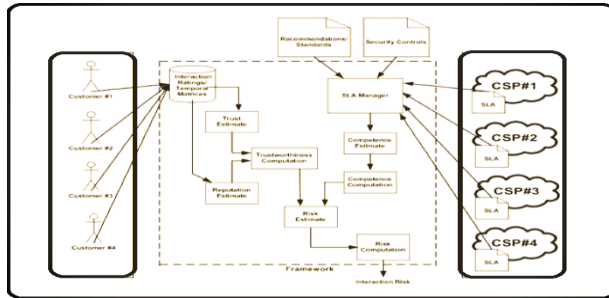 Recommendations/
Standards
Security Controls
Interaction
Ratings/
Temporal
Matrices
Customer #1
Customer #2
Customer #3
Customer #4
Trust
Estimate
Trustworthiness
Computation
Reputation
Estimate
SLA Manager
Competence
Estimate
Competence
Computation
Risk
Estimate
Risk
Computation
Framework
Interaction Risk
CSP#1
SLA
CSP#2
SLA
CSP#3
SLA
CSP#4
SLA